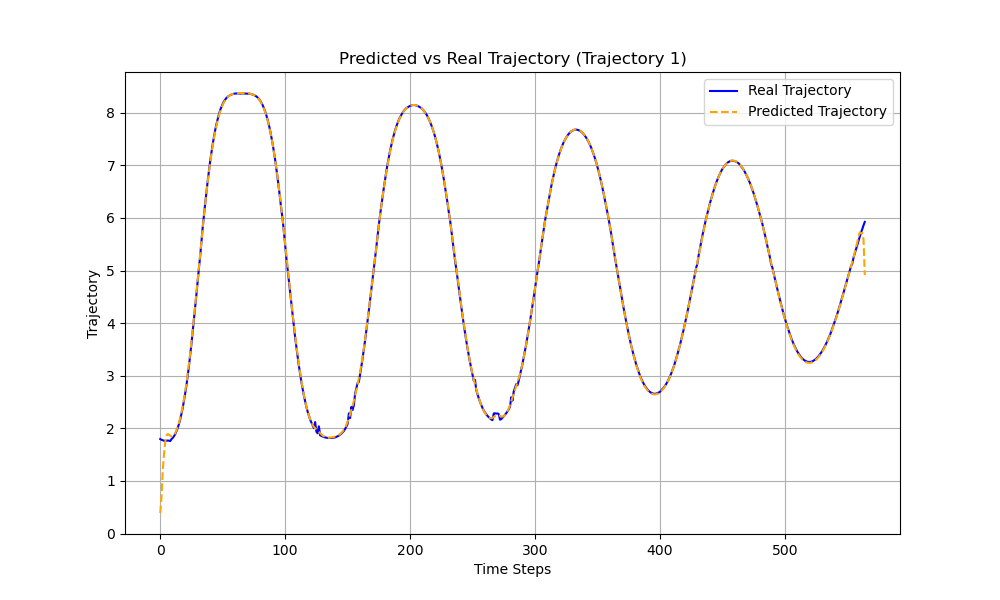 Predicted vs Real Trajectory (Trajectory 1)
Real Trajectory
Predicted Trajectory
8
7
6
5
4
3
2
1
0
Trajectory
0 100 200 300 400 500
Time Steps